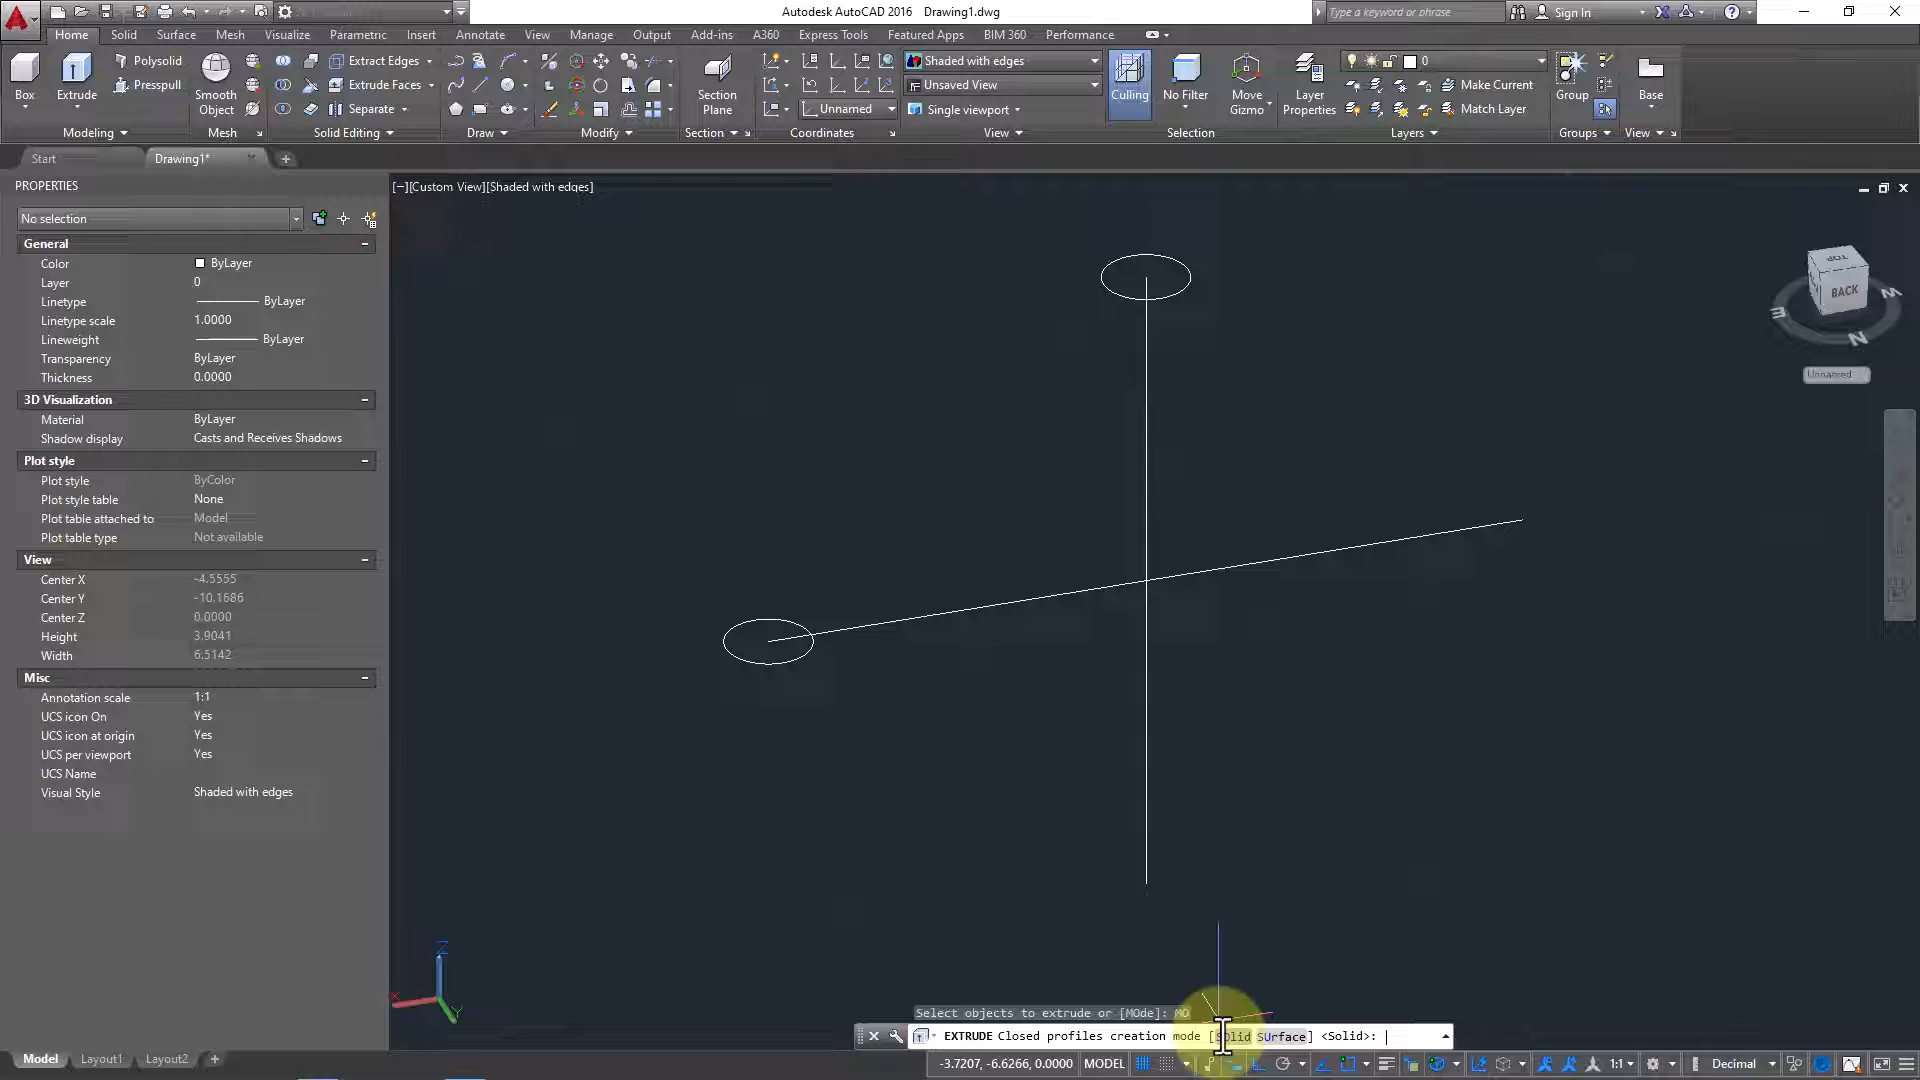 Autodesk AutoCAD 2016 Drawing1.dwg
Type a keyword or phrase
Sign In
Home Solid Surface Mesh Visualize Parametric Insert Annotate View Manage Output Add-ins A360 Express Tools Featured Apps BIM 360 Performance
Box
Extrude
Polysolid
Presspull
Modeling
Smooth
Object
Mesh
Extract Edges
Extrude Faces
Separate
Solid Editing
Draw
Modify
Section
Plane
Section
Unnamed
Coordinates
Shaded with edges
Unsaved View
Single viewport
View
Culling
No Filter
Move
Gizmo
Selection
Layer
Properties
0
Make Current
Match Layer
Layers
Group
Groups
Base
View
Start
Drawing1*
PROPERTIES
No selection
General
Color ByLayer
Layer 0
Linetype ByLayer
Linetype scale 1.0000
Lineweight ByLayer
Transparency ByLayer
Thickness 0.0000
3D Visualization
Material ByLayer
Shadow display Casts and Receives Shadows
Plot style
Plot style ByColor
Plot style table None
Plot table attached to Model
Plot table type Not available
View
Center X -4.5555
Center Y -10.1686
Center Z 0.0000
Height 3.9041
Width 6.5142
Misc
Annotation scale 1:1
UCS icon On Yes
UCS icon at origin Yes
UCS per viewport Yes
UCS Name
Visual Style Shaded with edges
[−][Custom View][Shaded with edges]
TOP
BACK
E
N
W
Unnamed
Z
X
Y
Select objects to extrude or [MOde]: MO
EXTRUDE Closed profiles creation mode [SOlid SUrface] <Solid>:
Model Layout1 Layout2
-3.7207, -6.6266, 0.0000 MODEL
1:1
Decimal